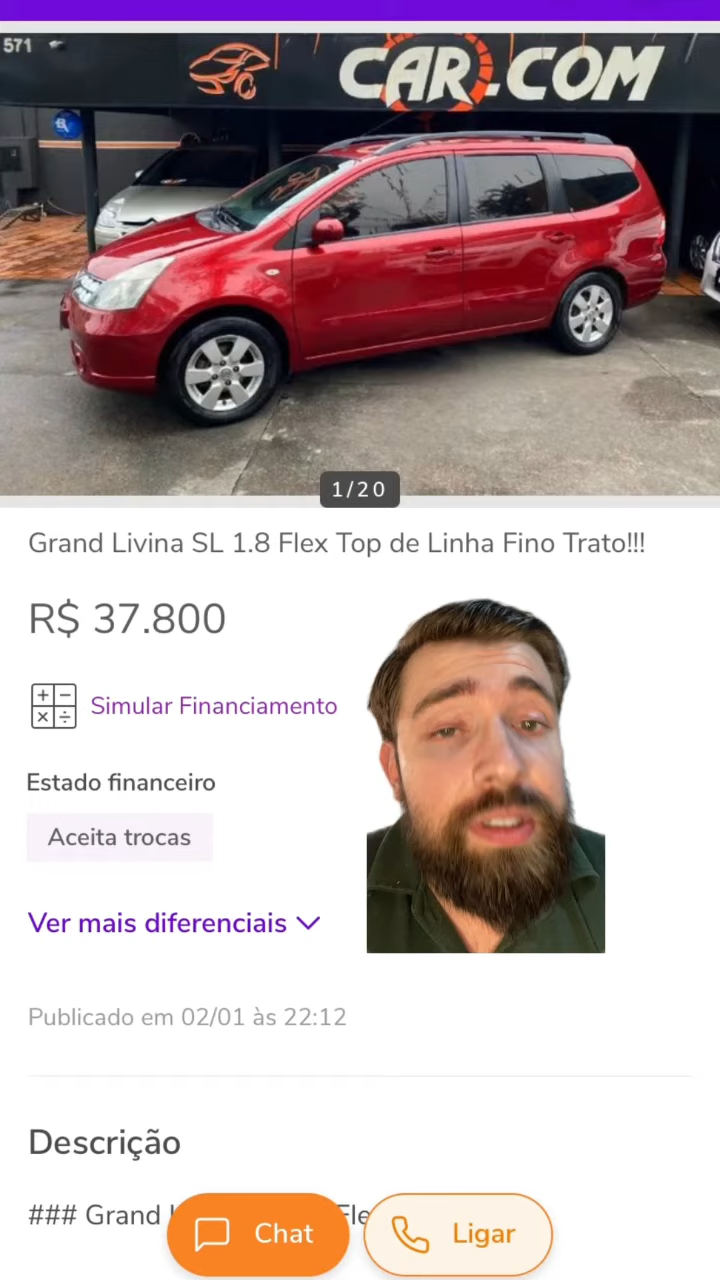 571
CAR.COM
1/20
Grand Livina SL 1.8 Flex Top de Linha Fino Trato!!!
R$ 37.800
Simular Financiamento
Estado financeiro
Aceita trocas
Ver mais diferenciais
Publicado em 02/01 às 22:12
Descrição
### Grand
Chat
Ligar